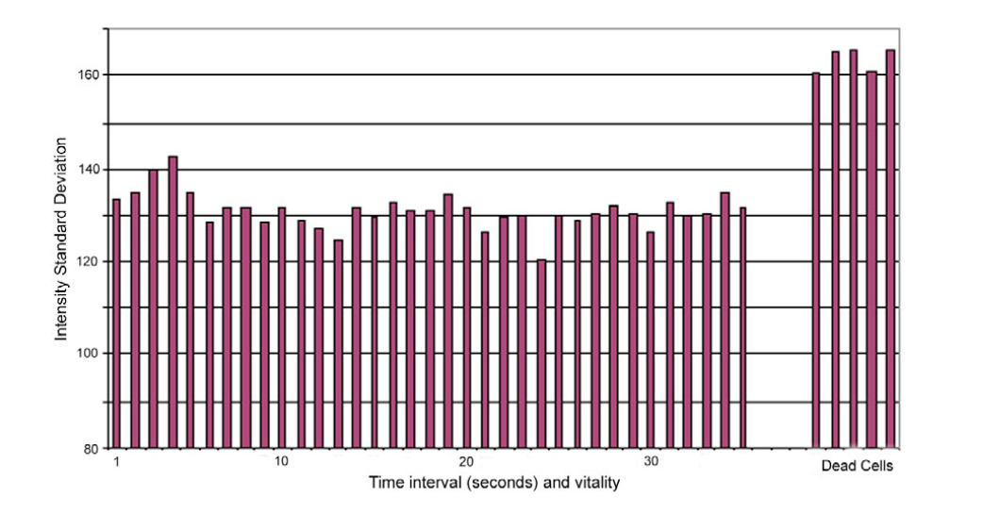 Intensity Standard Deviation
160
140
120
100
80
1 10 20 30 Dead Cells
Time interval (seconds) and vitality